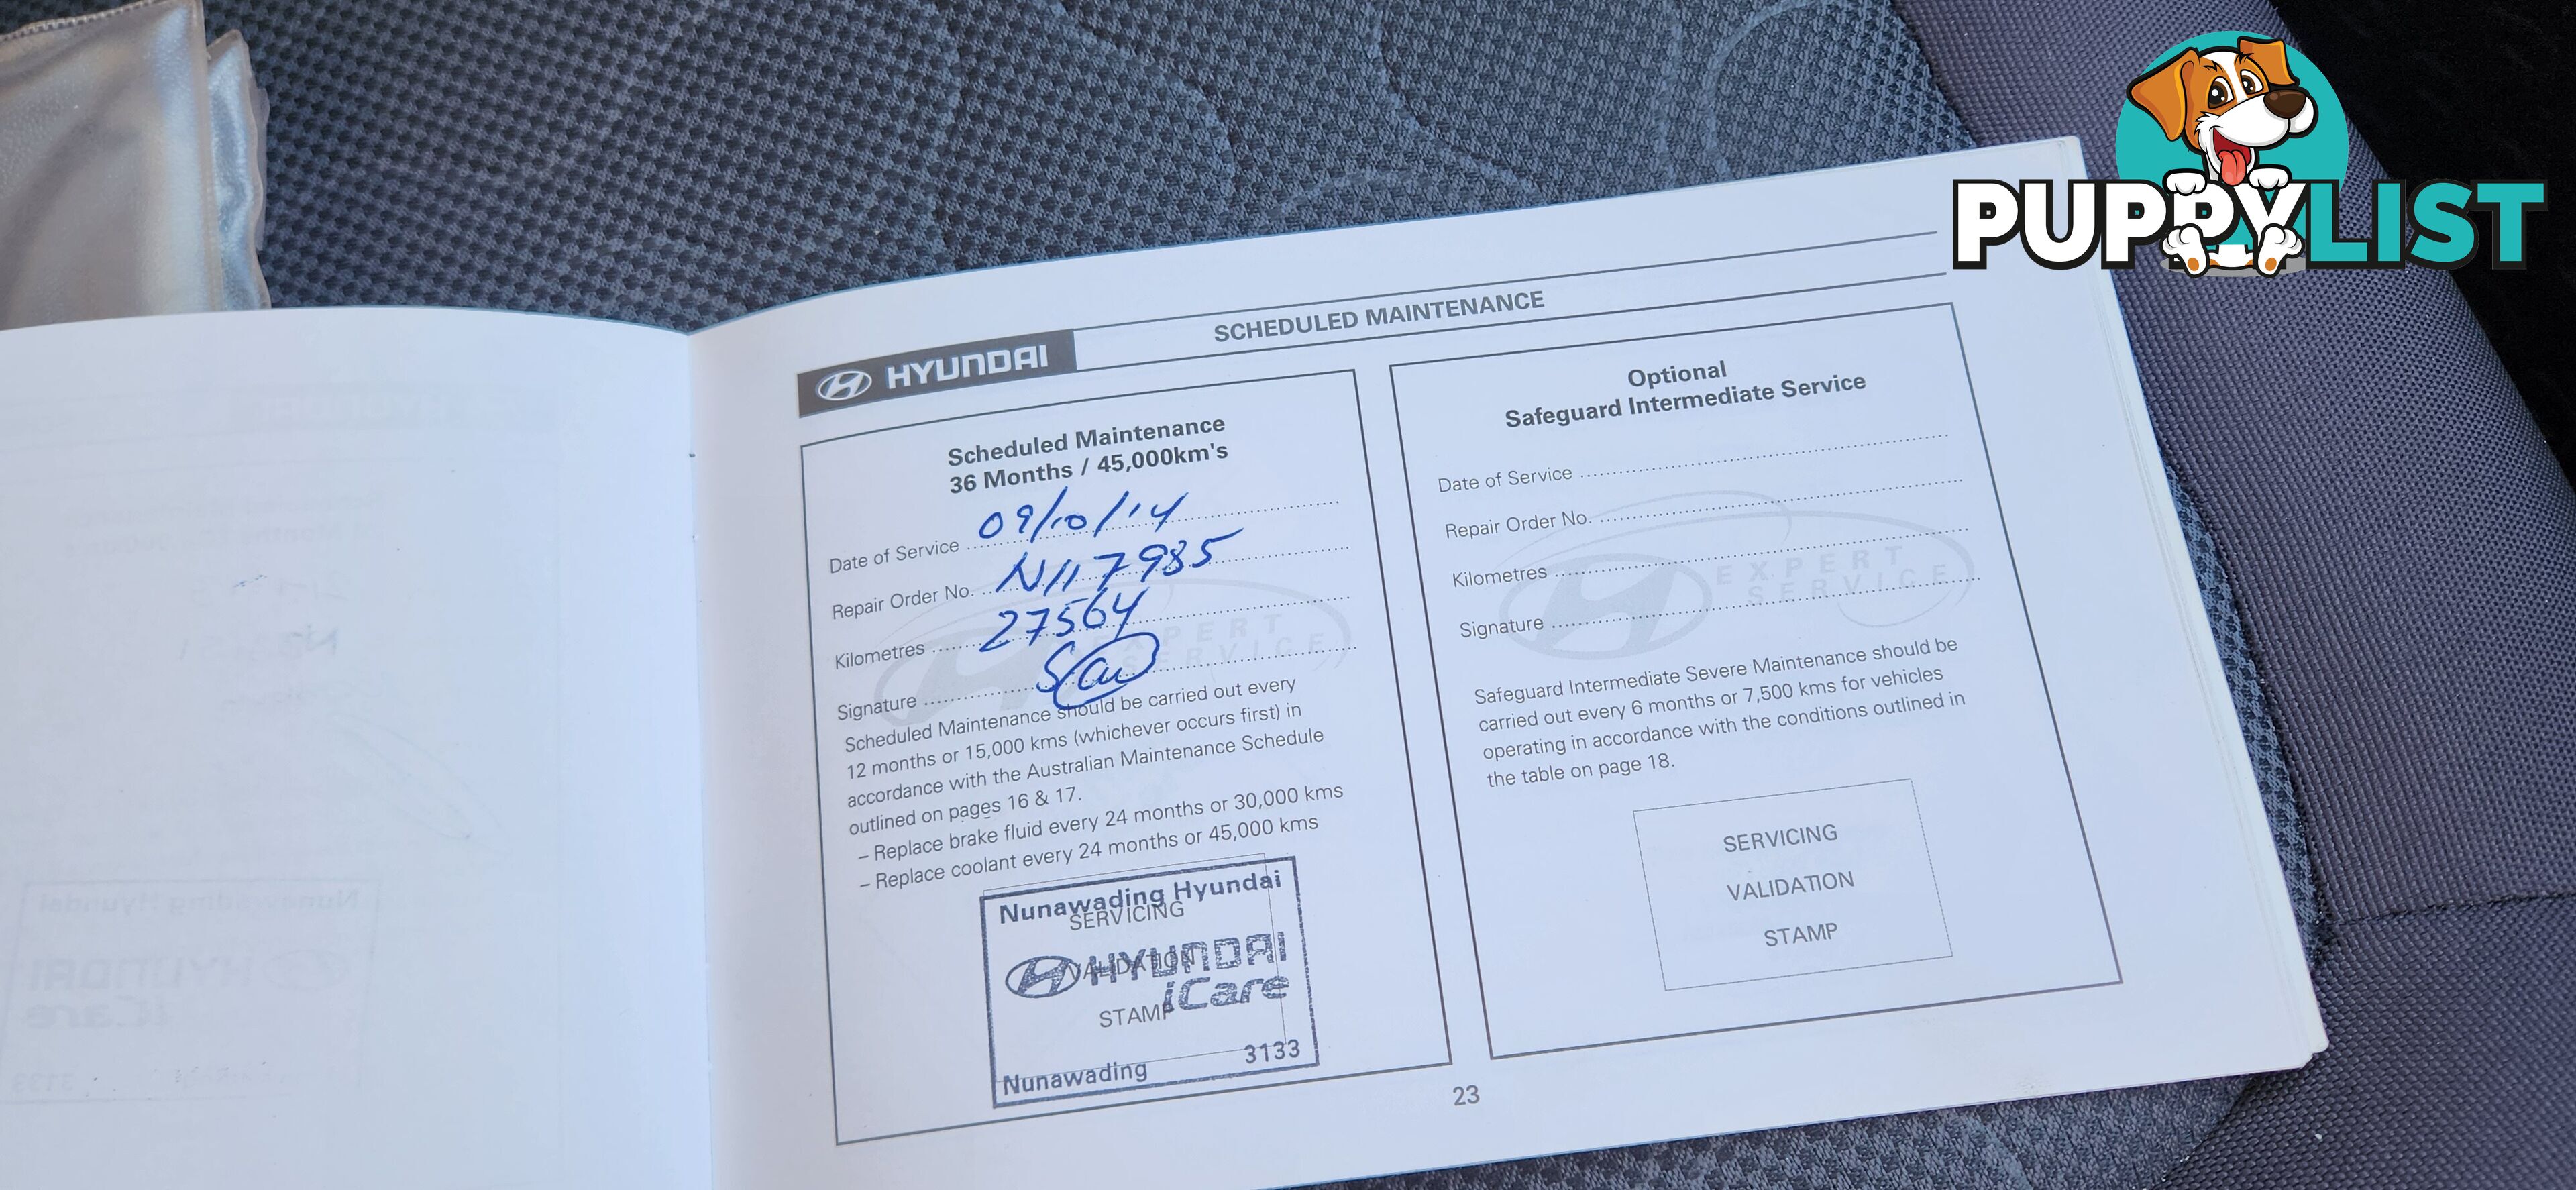 PUPPYLIST
HYUNDAI
SCHEDULED MAINTENANCE
Scheduled Maintenance
36 Months / 45,000km's
Date of Service 09/10/14
Repair Order No. N117985
Kilometres 27564
Signature
Scheduled Maintenance should be carried out every
12 months or 15,000 kms (whichever occurs first) in
accordance with the Australian Maintenance Schedule
outlined on pages 16 & 17.
– Replace brake fluid every 24 months or 30,000 kms
– Replace coolant every 24 months or 45,000 kms
Nunawading Hyundai
SERVICING
HYUNDAI
VALIDATION
iCare
STAMP
Nunawading 3133
Optional
Safeguard Intermediate Service
Date of Service
Repair Order No.
Kilometres
Signature
EXPERT
SERVICE
Safeguard Intermediate Severe Maintenance should be
carried out every 6 months or 7,500 kms for vehicles
operating in accordance with the conditions outlined in
the table on page 18.
SERVICING
VALIDATION
STAMP
23